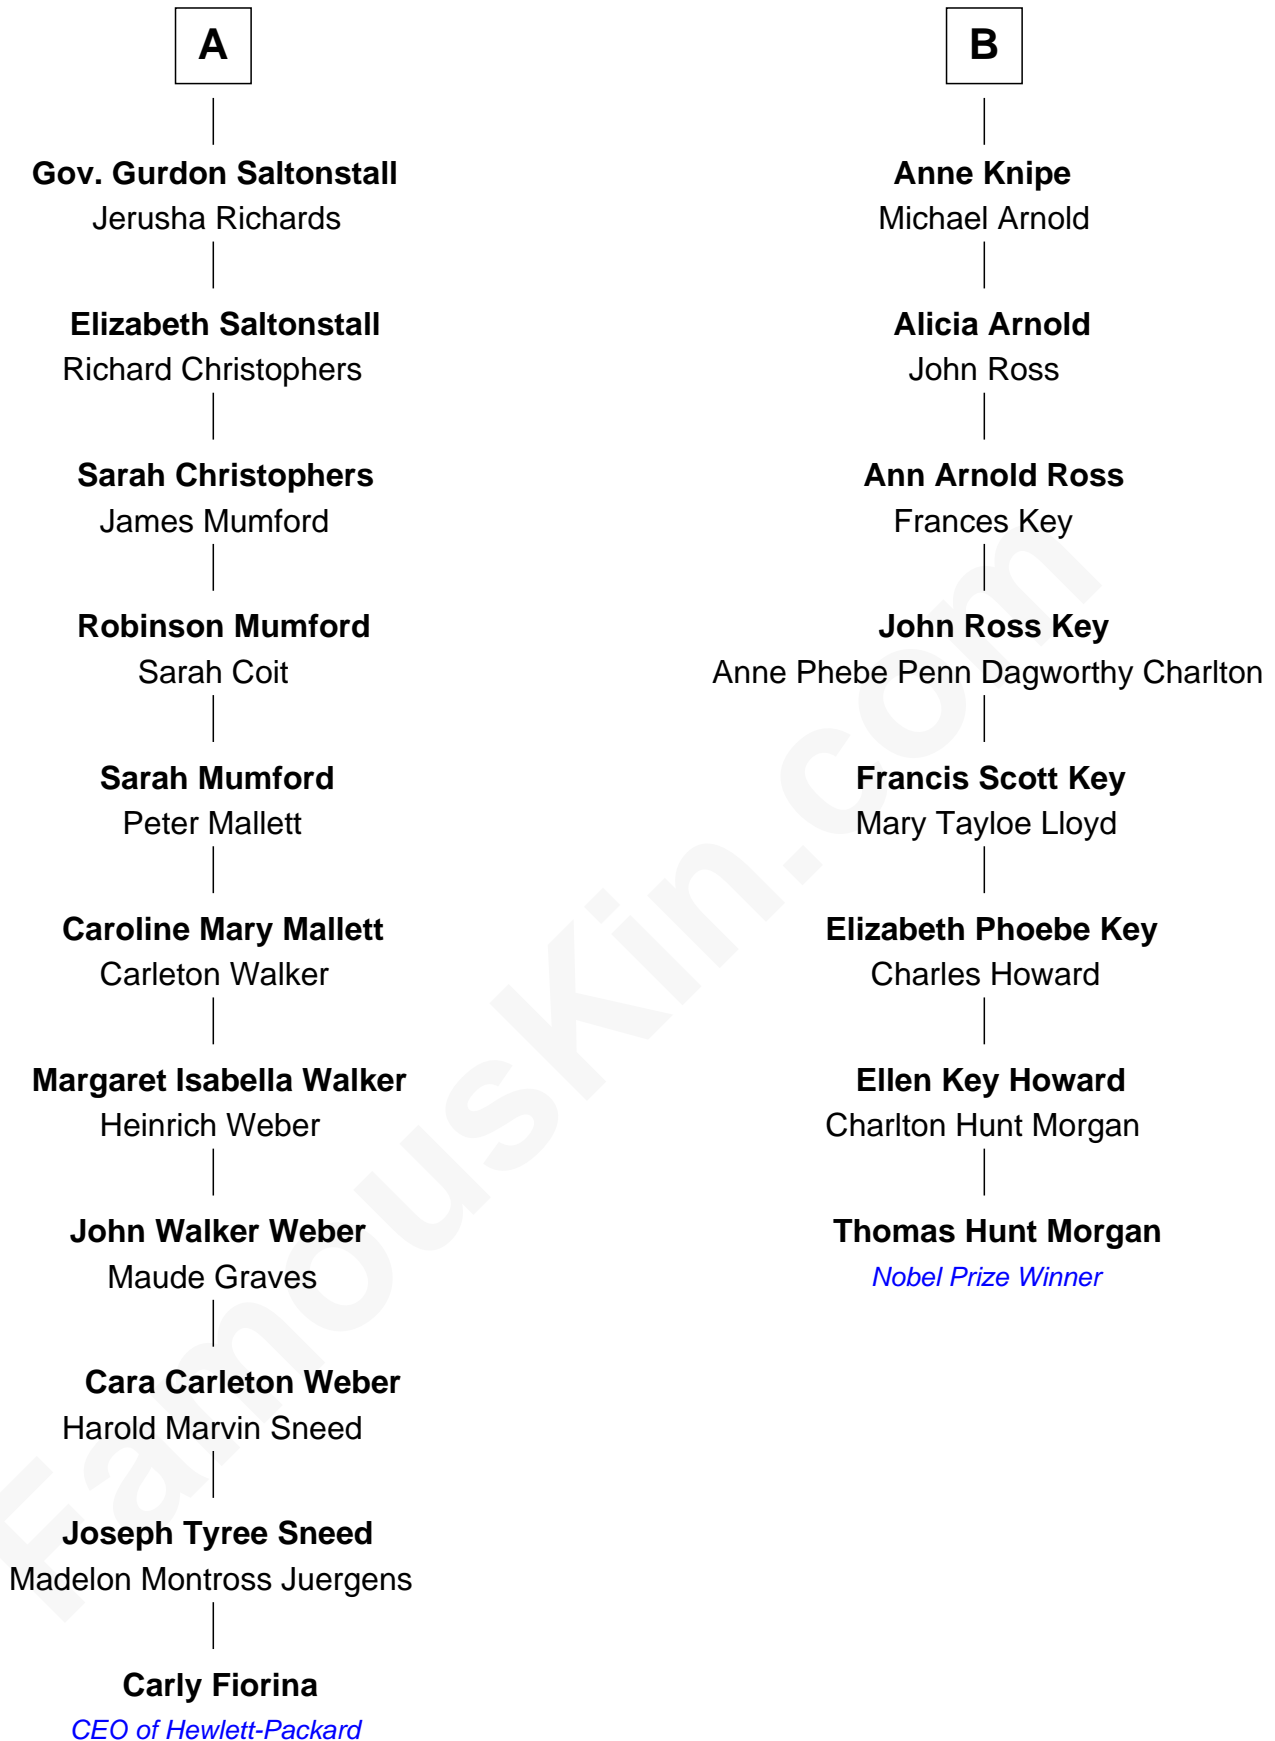 A
Gov. Gurdon Saltonstall
Jerusha Richards
Elizabeth Saltonstall
Richard Christophers
Sarah Christophers
James Mumford
Robinson Mumford
Sarah Coit
Sarah Mumford
Peter Mallett
Caroline Mary Mallett
Carleton Walker
Margaret Isabella Walker
Heinrich Weber
John Walker Weber
Maude Graves
Cara Carleton Weber
Harold Marvin Sneed
Joseph Tyree Sneed
Madelon Montross Juergens
Carly Fiorina
CEO of Hewlett-Packard
B
Anne Knipe
Michael Arnold
Alicia Arnold
John Ross
Ann Arnold Ross
Frances Key
John Ross Key
Anne Phebe Penn Dagworthy Charlton
Francis Scott Key
Mary Tayloe Lloyd
Elizabeth Phoebe Key
Charles Howard
Ellen Key Howard
Charlton Hunt Morgan
Thomas Hunt Morgan
Nobel Prize Winner
FamousKin.com